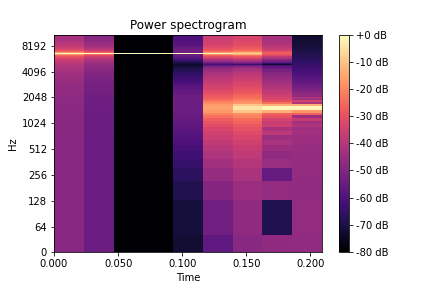 Power spectrogram
8192
4096
2048
1024
512
256
128
64
0
Hz
0.000 0.050 0.100 0.150 0.200
Time
+0 dB
-10 dB
-20 dB
-30 dB
-40 dB
-50 dB
-60 dB
-70 dB
-80 dB